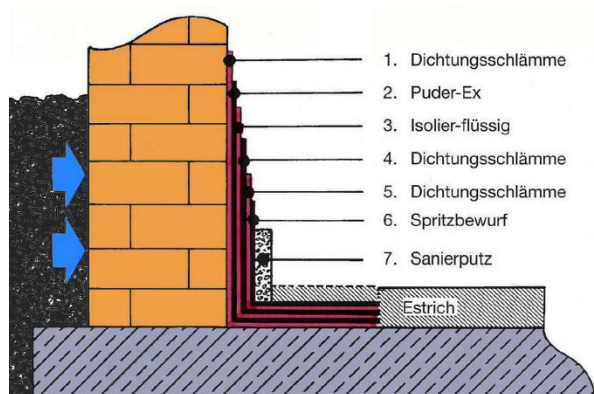 1. Dichtungsschlämme
2. Puder-Ex
3. Isolier-flüssig
4. Dichtungsschlämme
5. Dichtungsschlämme
6. Spritzbewurf
7. Sanierputz
Estrich